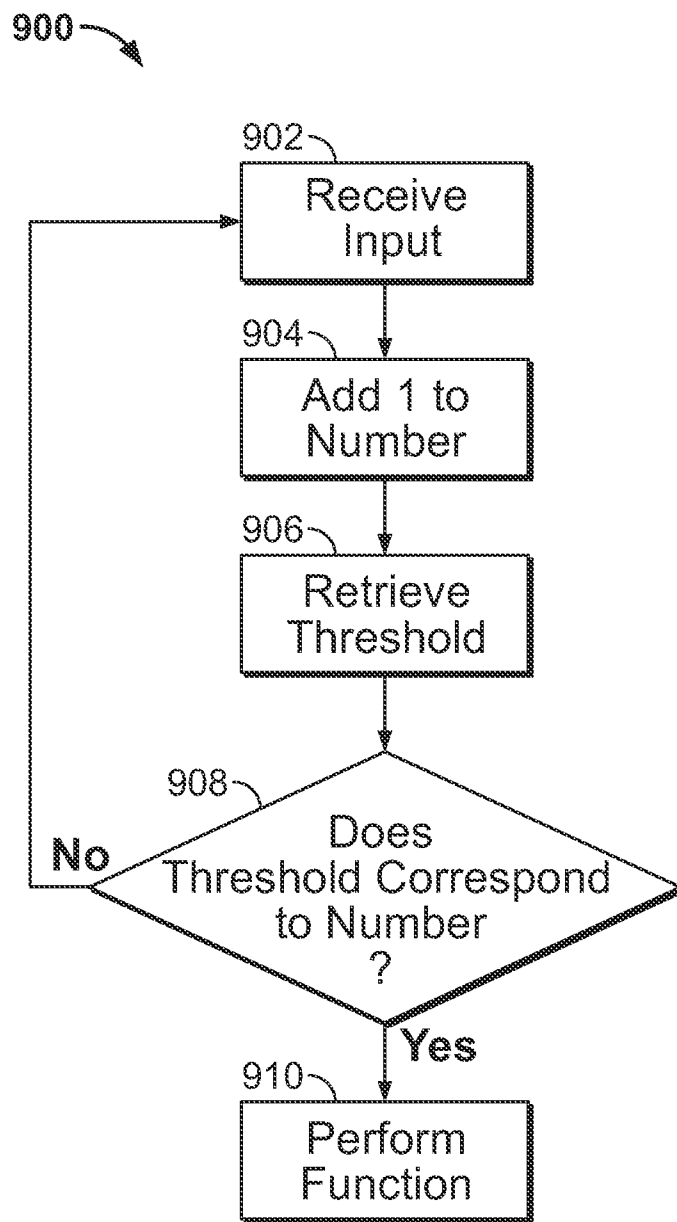 900
902
Receive
Input
904
Add 1 to
Number
906
Retrieve
Threshold
908
Does
Threshold Correspond
to Number
?
No
Yes
910
Perform
Function